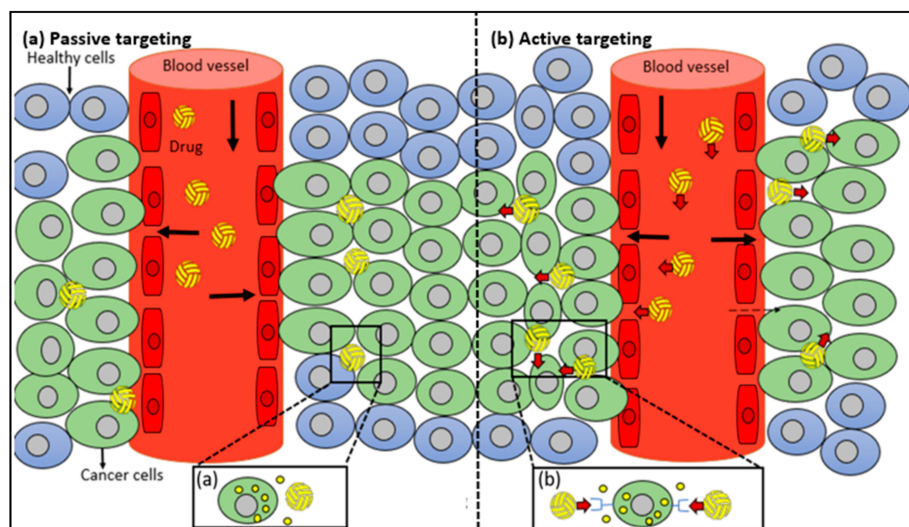 (a) Passive targeting
Healthy cells
Blood vessel
Drug
Cancer cells
(a)
(b) Active targeting
Blood vessel
(b)